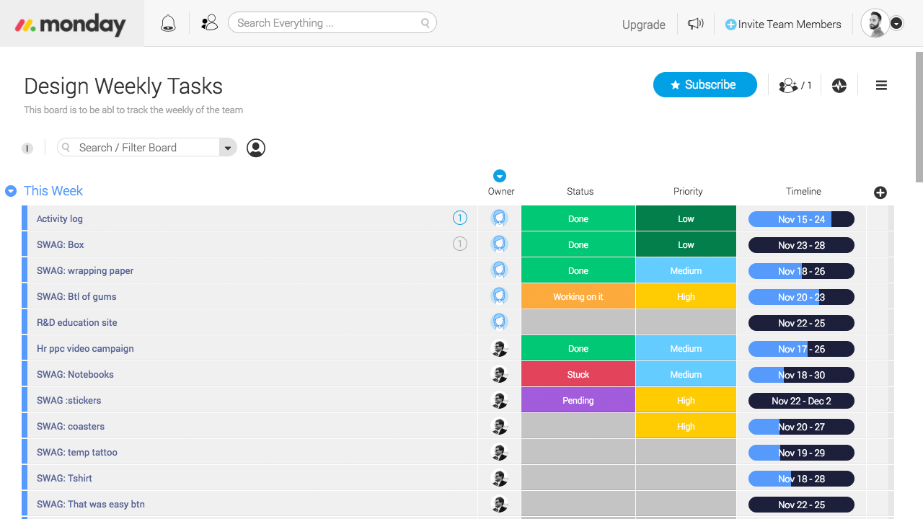 monday
Search Everything ...
Upgrade
Invite Team Members
Design Weekly Tasks
Subscribe
/ 1
This board is to be abl to track the weekly of the team
Search / Filter Board
This Week
Owner Status Priority Timeline
Activity log 1 Done Low Nov 15 - 24
SWAG: Box 1 Done Low Nov 23 - 28
SWAG: wrapping paper Done Medium Nov 18 - 26
SWAG: Btl of gums Working on it High Nov 20 - 23
R&D education site Nov 22 - 25
Hr ppc video campaign Done Medium Nov 17 - 26
SWAG: Notebooks Stuck Medium Nov 18 - 30
SWAG :stickers Pending High Nov 22 - Dec 2
SWAG: coasters High Nov 20 - 27
SWAG: temp tattoo Nov 19 - 29
SWAG: Tshirt Nov 18 - 28
SWAG: That was easy btn Nov 22 - 25